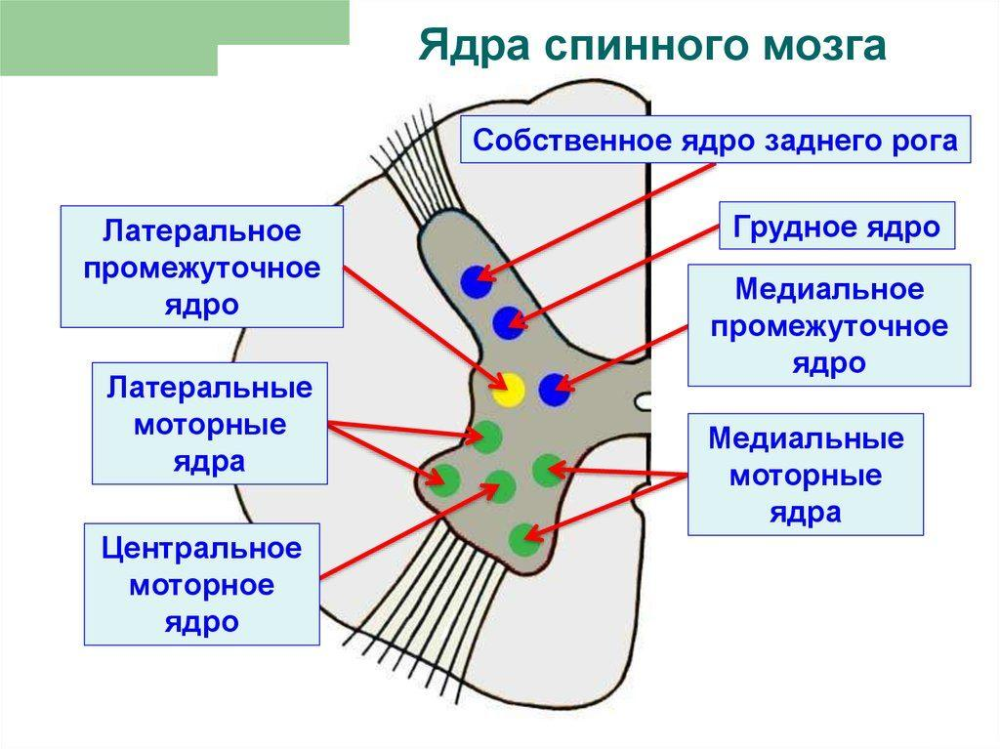 Ядра спинного мозга
Собственное ядро заднего рога
Латеральное
промежуточное
ядро
Грудное ядро
Медиальное
промежуточное
ядро
Латеральные
моторные
ядра
Медиальные
моторные
ядра
Центральное
моторное
ядро